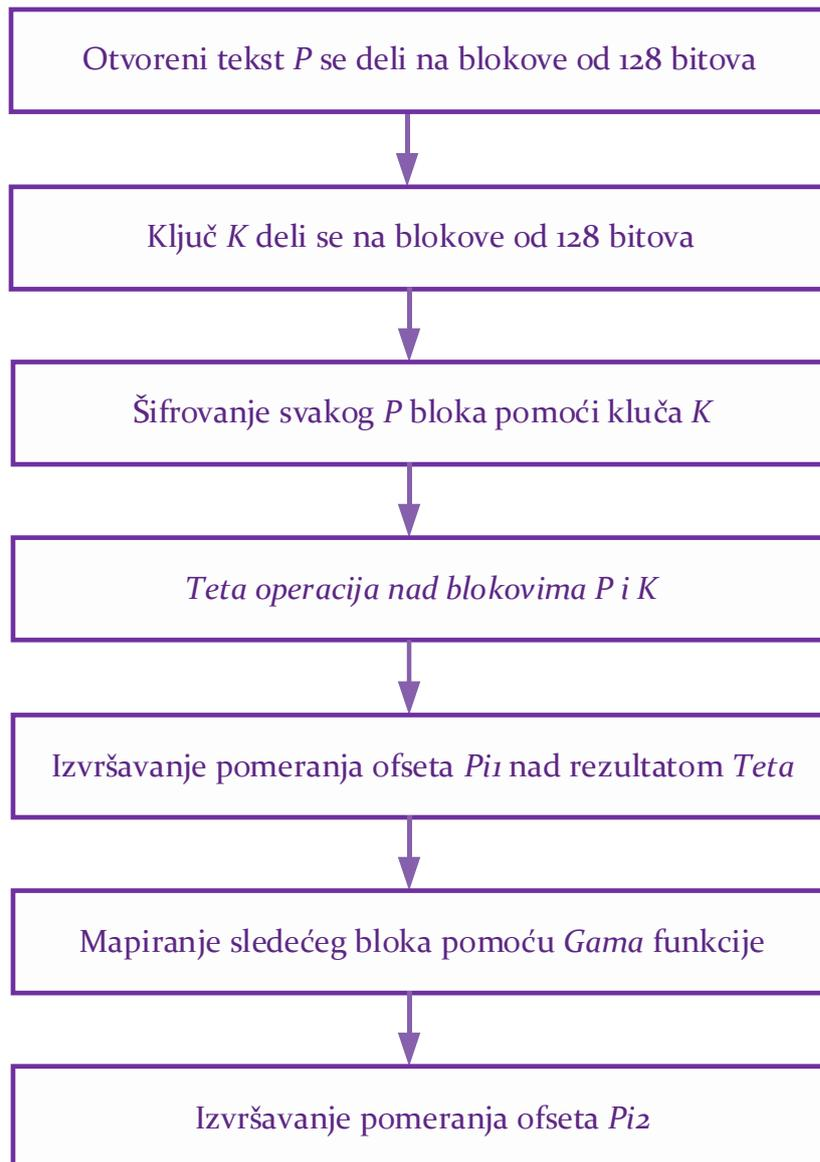 Otvoreni tekst P se deli na blokove od 128 bitova
Ključ K deli se na blokove od 128 bitova
Šifrovanje svakog P bloka pomoći kluča K
Teta operacija nad blokovima P i K
Izvršavanje pomeranja ofseta Pi1 nad rezultatom Teta
Mapiranje sledećeg bloka pomoću Gama funkcije
Izvršavanje pomeranja ofseta Pi2